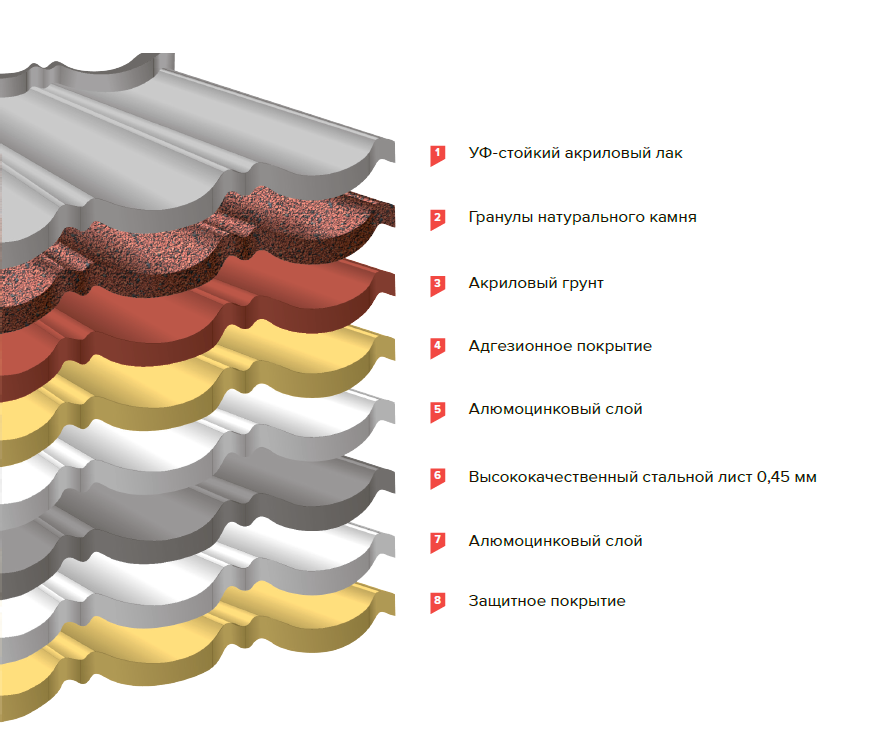 1 УФ-стойкий акриловый лак
2 Гранулы натурального камня
3 Акриловый грунт
4 Адгезионное покрытие
5 Алюмоцинковый слой
6 Высококачественный стальной лист 0,45 мм
7 Алюмоцинковый слой
8 Защитное покрытие